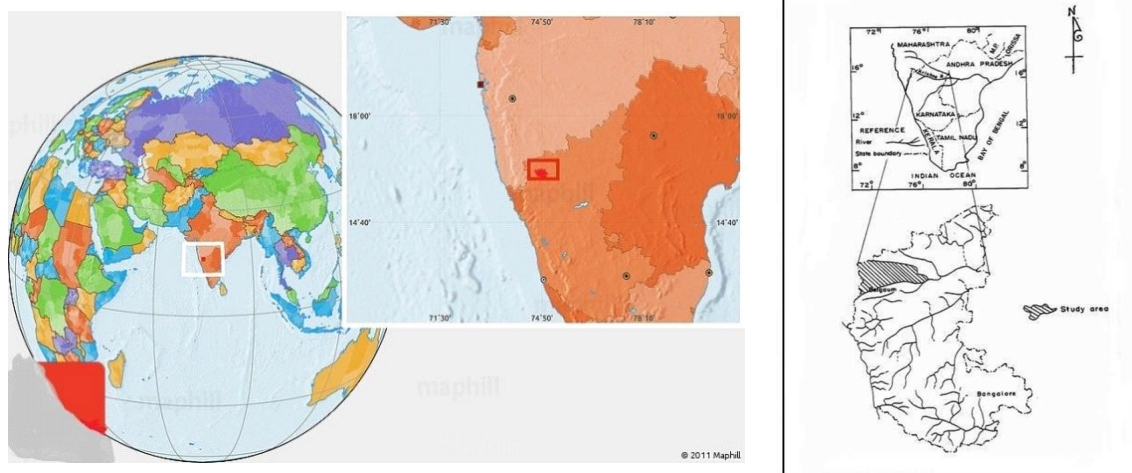 maphill
71°30'
74°50'
78°10'
18°00'
18°00'
maphill
14°40'
14°40'
71°30'
74°50'
78°10'
maphill
maphill
© 2011 Maphill
N
72°
76°
80°
MAHARASHTRA
M.P.
ORISSA
ANDHRA PRADESH
16°
16°
Krishna R.
12°
12°
KARNATAKA
REFERENCE
River
State boundary
KERALA
TAMIL NADU
BAY OF BENGAL
8°
8°
INDIAN OCEAN
72°
76°
80°
Belgaum
Study area
Bangalore